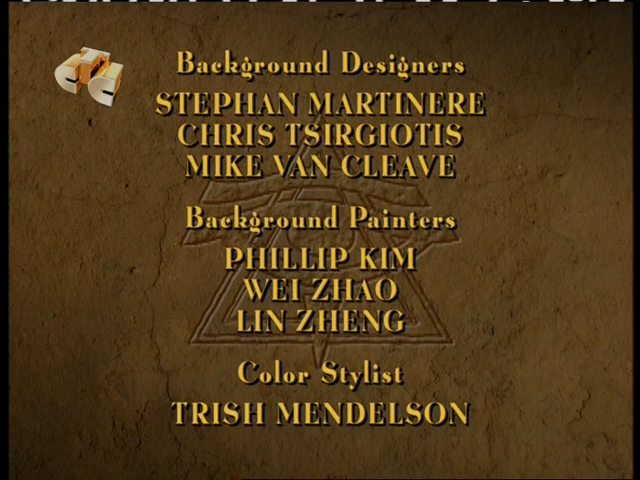 Background Designers
STEPHAN MARTINERE
CHRIS TSIRGIOTIS
MIKE VAN CLEAVE
Background Painters
PHILLIP KIM
WEI ZHAO
LIN ZHENG
Color Stylist
TRISH MENDELSON